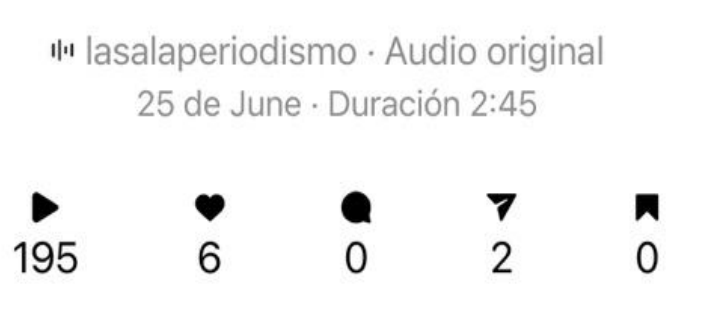 lasalaperiodismo · Audio original
25 de June · Duración 2:45
195 6 0 2 0